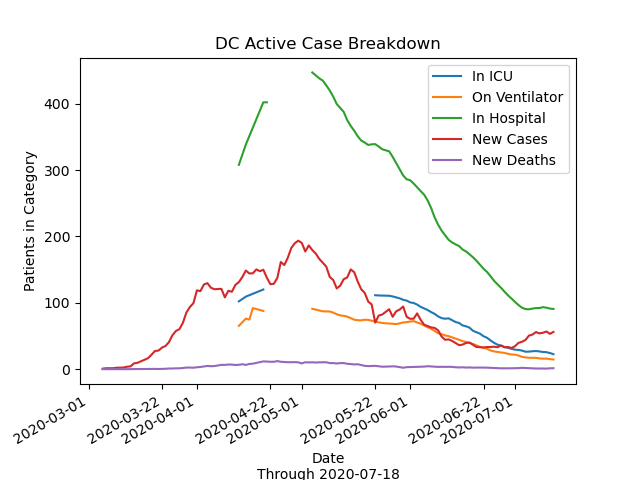 DC Active Case Breakdown
In ICU
On Ventilator
In Hospital
New Cases
New Deaths
Patients in Category
400
300
200
100
0
2020-03-01
2020-03-22
2020-04-01
2020-04-22
2020-05-01
2020-05-22
2020-06-01
2020-06-22
2020-07-01
Date
Through 2020-07-18